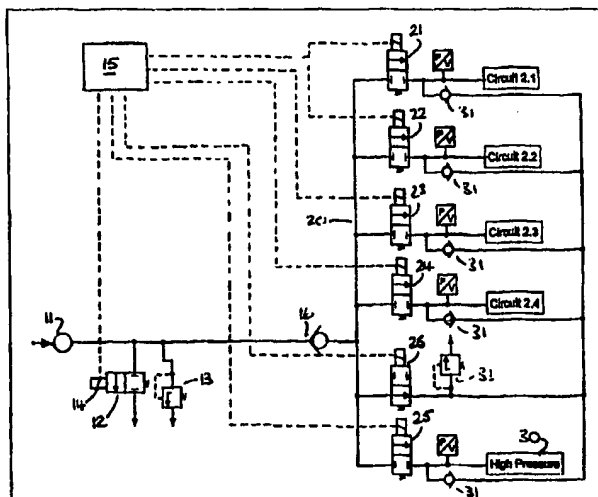 15
21
P/V
Circuit 2.1
31
22
P/V
Circuit 2.2
31
23
P/V
Circuit 2.3
20
31
24
P/V
Circuit 2.4
11
16
31
26
31
14
12
13
25
P/V
30
High Pressure
31